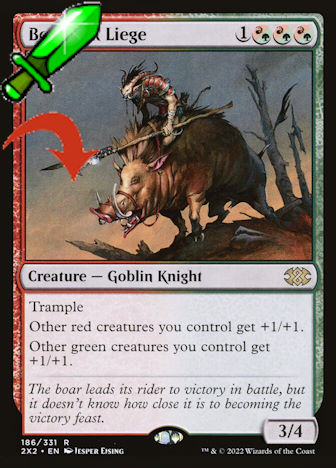 Liege 1
Creature — Goblin Knight
Trample
Other red creatures you control get +1/+1.
Other green creatures you control get
+1/+1.
The boar leads its rider to victory in battle, but
it doesn't know how close it is to becoming the
victory feast.
3/4
186/331 R
2X2 • EN Jesper Ejsing ™ & © 2022 Wizards of the Coast